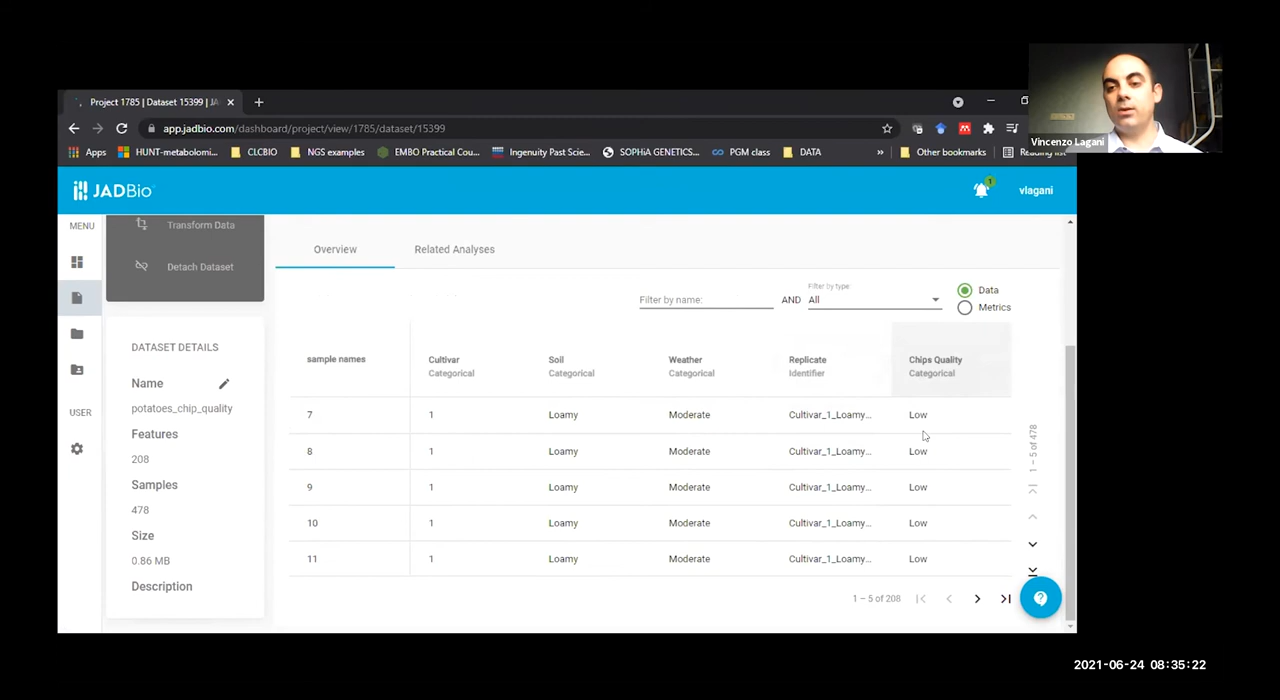 Project 1785 | Dataset 15399 | JA
app.jadbio.com/dashboard/project/view/1785/dataset/15399
Apps HUNT-metabolomi... CLCBIO NGS examples EMBO Practical Cou... Ingenuity Past Scie... SOPHiA GENETICS... PGM class DATA » Other bookmarks Reading list
Vincenzo Lagani
JADBio
1
vlagani
MENU
Transform Data
Detach Dataset
Overview Related Analyses
Filter by name: AND Filter by type: All
Data
Metrics
DATASET DETAILS
Name
potatoes_chip_quality
Features
208
Samples
478
Size
0.86 MB
Description
USER
sample names Cultivar Soil Weather Replicate Chips Quality
Categorical Categorical Categorical Identifier Categorical
7 1 Loamy Moderate Cultivar_1_Loamy... Low
8 1 Loamy Moderate Cultivar_1_Loamy... Low
9 1 Loamy Moderate Cultivar_1_Loamy... Low
10 1 Loamy Moderate Cultivar_1_Loamy... Low
11 1 Loamy Moderate Cultivar_1_Loamy... Low
1 – 5 of 478
1 – 5 of 208
2021-06-24 08:35:22